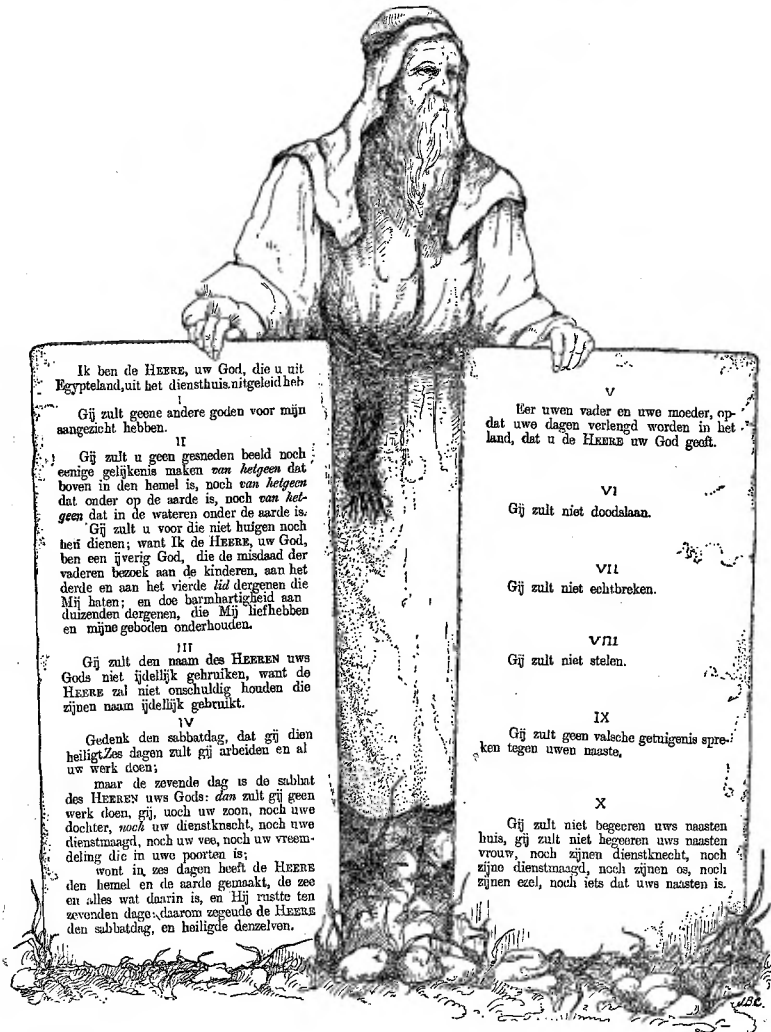 Ik ben de HEERE, uw God, die u uit
Egypteland, uit het diensthuis.uitgeleid heb
I
Gij zult geene andere goden voor mijn
aangezicht hebben.
II
Gij zult u geen gesneden beeld noch
eenige gelijkenis maken van hetgeen dat
boven in den hemel is, noch van hetgeen
dat onder op de aarde is, noch van het-
geen dat in de wateren onder de aarde is.
Gij zult u voor die niet huigen noch
hen dienen; want Ik de HEERE, uw God,
ben een ijverig God, die de misdaad der
vaderen bezoek aan de kinderen, aan het
derde en aan het vierde lid dergenen die
Mij haten; en doe barmhartigheid aan
duizenden dergenen, die Mij liefhebben
en mijne geboden onderhouden.
III
Gij zult den naam des HEEREN uws
Gods niet ijdellijk gehruiken, want de
HEERE zal niet onschuldig houden die
zijnen naam ijdellijk gebruikt.
IV
Gedenk den sabbatdag, dat gij dien
heiligt.Zes dagen zult gij arbeiden en al
uw werk doen;
maar de zevende dag is de sabbat
des HEEREN uws Gods: dan zult gij geen
werk doen, gij, noch uw zoon, noch uwe
dochter, noch uw dienstknecht, noch uwe
dienstmaagd, noch uw vee, noch uw vreem-
deling die in uwe poorten is;
wont in zes dagen heeft de HEERE
den hemel en de aarde gemaakt, de zee
en alles wat daarin is, en Hij rustte ten
zevenden dage; daarom zegende de HEERE
den sabbatdag, en heiligde denzelven.
V
Eer uwen vader en uwe moeder, op-
dat uwe dagen verlengd worden in het
land, dat u de HEERE uw God geeft.
VI
Gij zult niet doodslaan.
VII
Gij zult niet echtbreken.
VIII
Gij zult niet stelen.
IX
Gij zult geen valsche getuigenis spre-
ken tegen uwen naaste.
X
Gij zult niet begeeren uws naasten
huis, gij zult niet hegeeren uws naasten
vrouw, noch zijnen dienstknecht, noch
zijne dienstmaagd, noch zijnen os, noch
zijnen ezel, noch iets dat uws naasten is.
J.B.C.